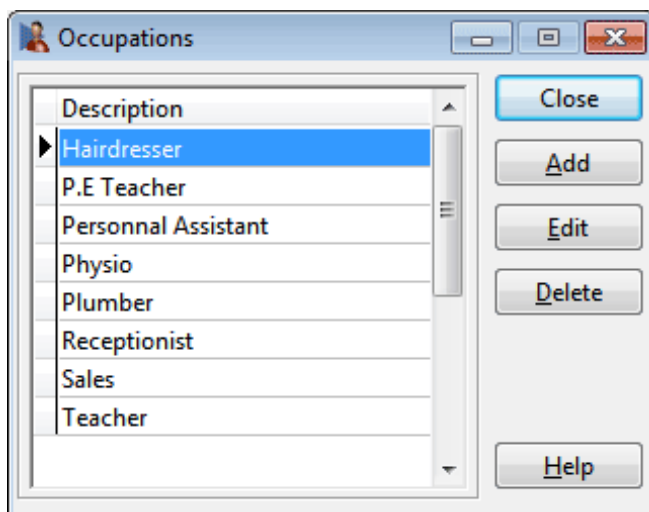 Occupations
Description
Hairdresser
P.E Teacher
Personnal Assistant
Physio
Plumber
Receptionist
Sales
Teacher
Close
Add
Edit
Delete
Help